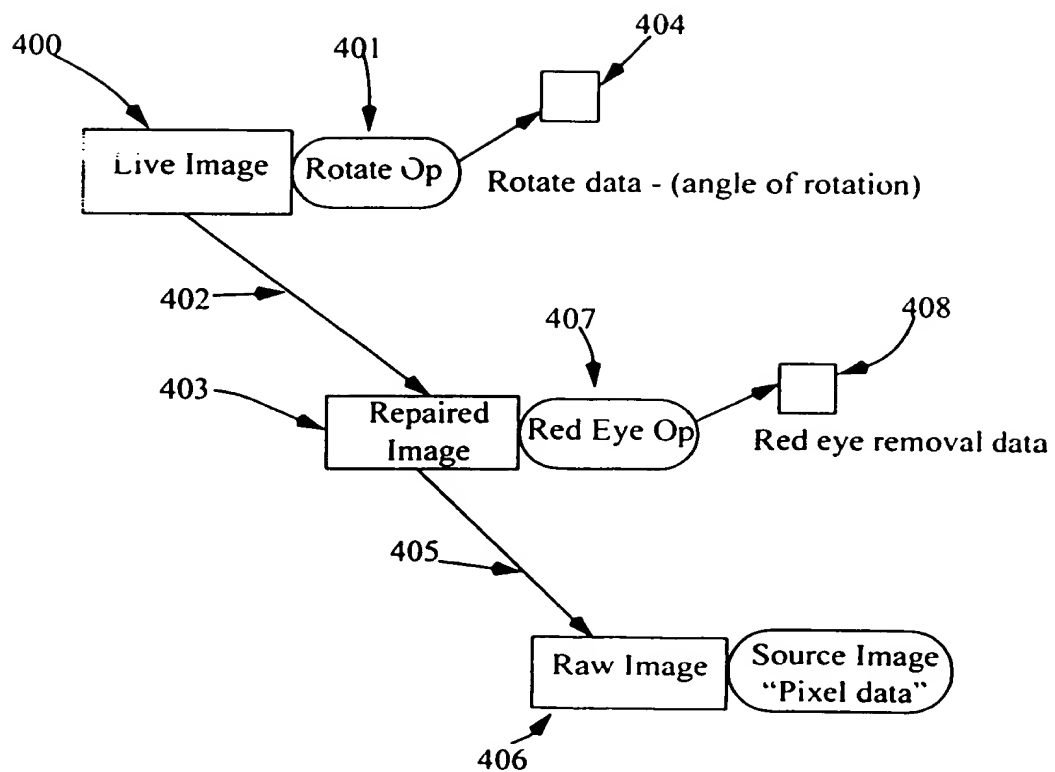 400
401
404
Live Image
Rotate Op
Rotate data - (angle of rotation)
402
407
408
403
Repaired
Image
Red Eye Op
Red eye removal data
405
Raw Image
Source Image
“Pixel data”
406